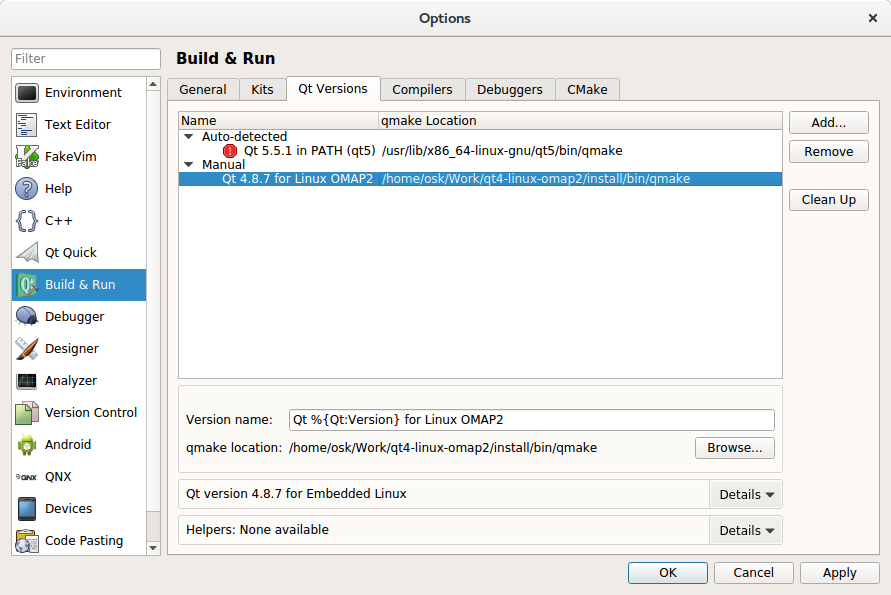 Options
Filter
Build & Run
Environment
Text Editor
FakeVim
Help
C++
Qt Quick
Build & Run
Debugger
Designer
Analyzer
Version Control
Android
QNX
Devices
Code Pasting
General Kits Qt Versions Compilers Debuggers CMake
Name qmake Location
Auto-detected
Qt 5.5.1 in PATH (qt5) /usr/lib/x86_64-linux-gnu/qt5/bin/qmake
Manual
Qt 4.8.7 for Linux OMAP2 /home/osk/Work/qt4-linux-omap2/install/bin/qmake
Add...
Remove
Clean Up
Version name: Qt %{Qt:Version} for Linux OMAP2
qmake location: /home/osk/Work/qt4-linux-omap2/install/bin/qmake Browse...
Qt version 4.8.7 for Embedded Linux Details
Helpers: None available Details
OK Cancel Apply